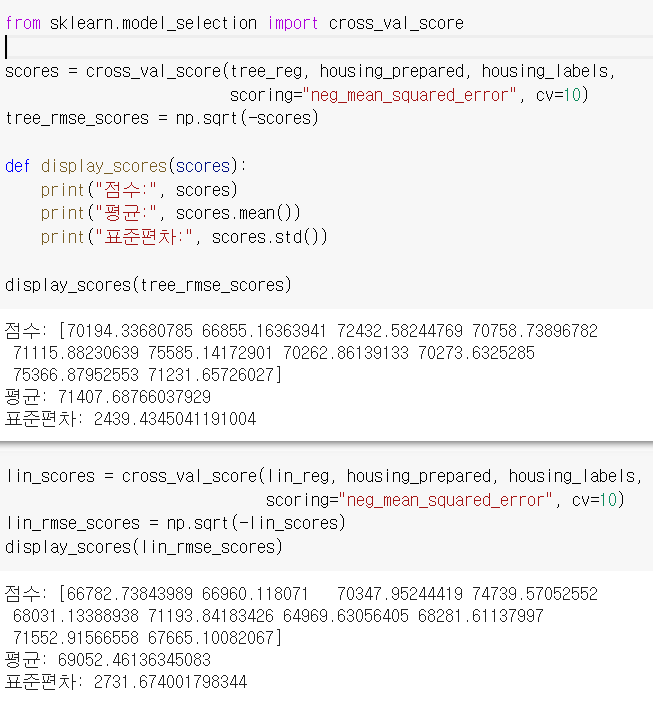 from sklearn.model_selection import cross_val_score
scores = cross_val_score(tree_reg, housing_prepared, housing_labels,
scoring="neg_mean_squared_error", cv=10)
tree_rmse_scores = np.sqrt(-scores)
def display_scores(scores):
print("점수:", scores)
print("평균:", scores.mean())
print("표준편차:", scores.std())
display_scores(tree_rmse_scores)
점수: [70194.33680785 66855.16363941 72432.58244769 70758.73896782
71115.88230639 75585.14172901 70262.86139133 70273.6325285
75366.87952553 71231.65726027]
평균: 71407.68766037929
표준편차: 2439.4345041191004
lin_scores = cross_val_score(lin_reg, housing_prepared, housing_labels,
scoring="neg_mean_squared_error", cv=10)
lin_rmse_scores = np.sqrt(-lin_scores)
display_scores(lin_rmse_scores)
점수: [66782.73843989 66960.118071   70347.95244419 74739.57052552
68031.13388938 71193.84183426 64969.63056405 68281.61137997
71552.91566558 67665.10082067]
평균: 69052.46136345083
표준편차: 2731.674001798344